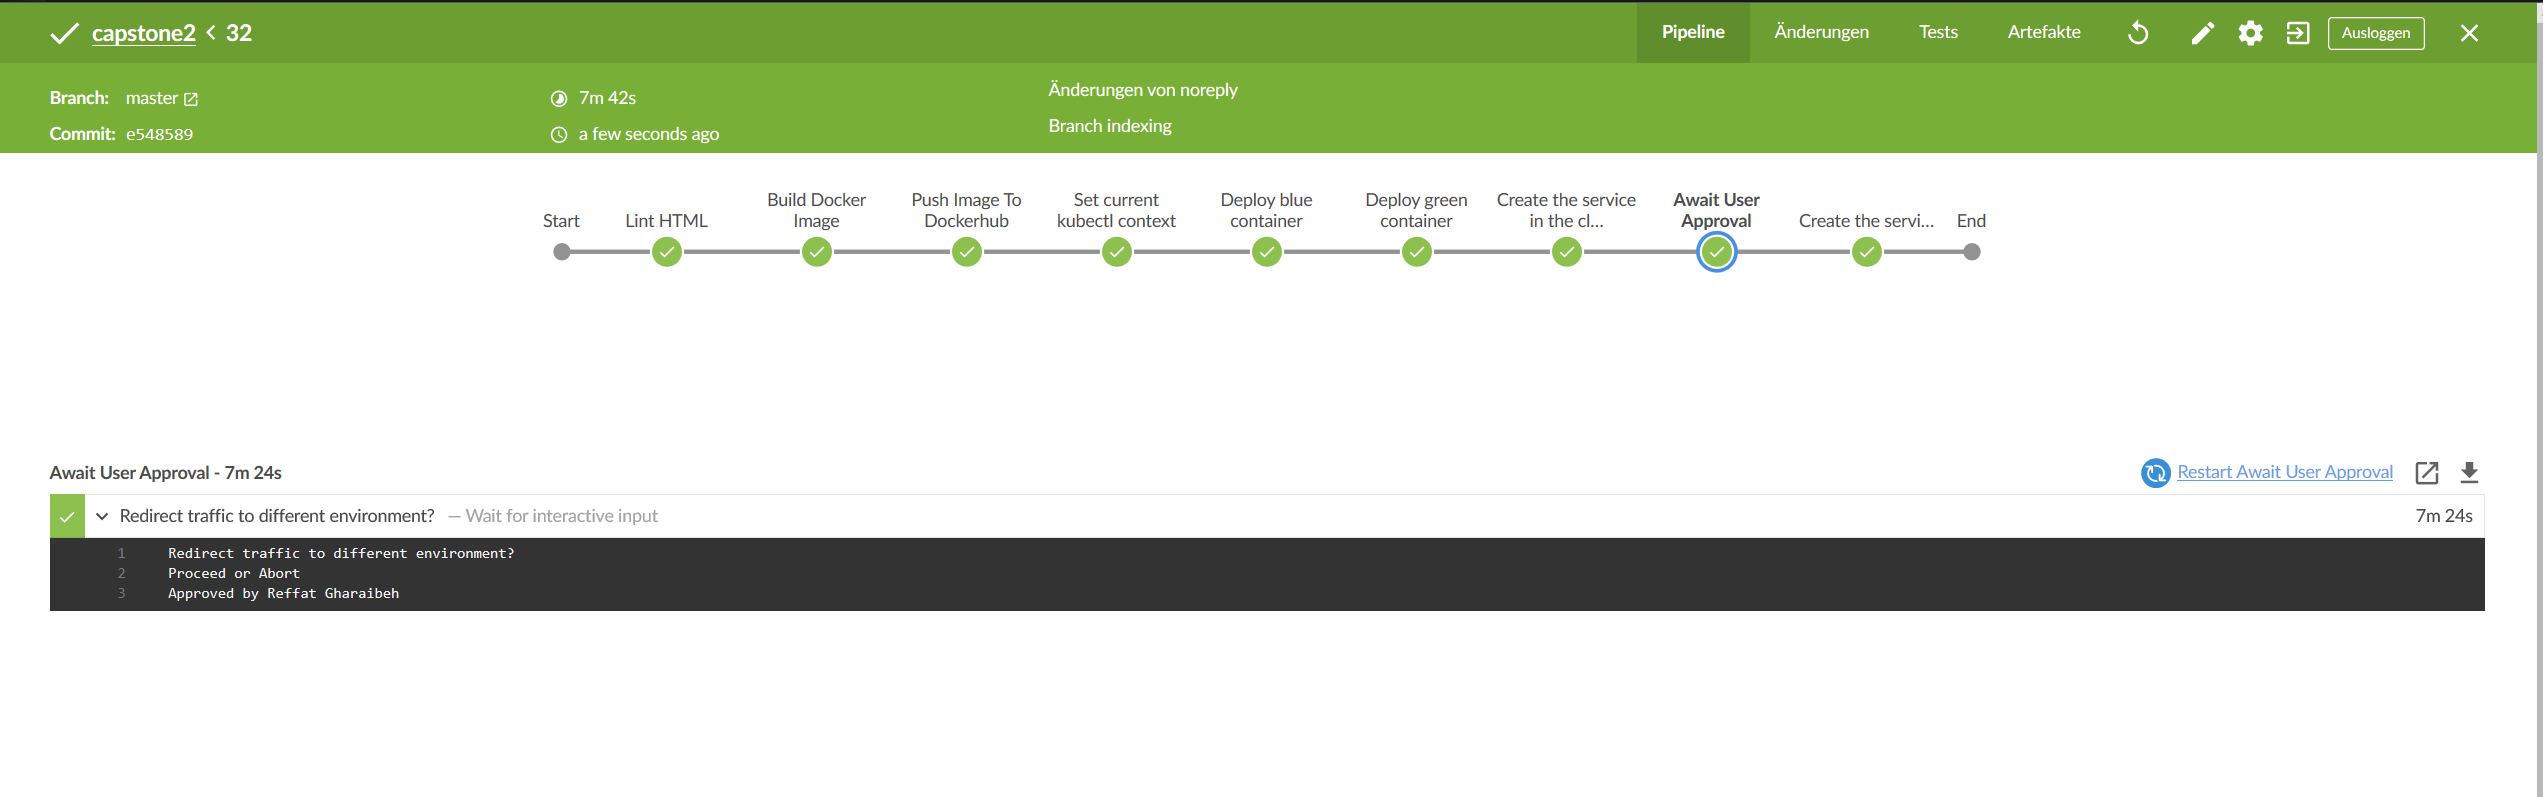 capstone2 < 32
Pipeline Änderungen Tests Artefakte Ausloggen
Branch: master
Commit: e548589
7m 42s
a few seconds ago
Änderungen von noreply
Branch indexing
Start
Lint HTML
Build Docker
Image
Push Image To
Dockerhub
Set current
kubectl context
Deploy blue
container
Deploy green
container
Create the service
in the cl...
Await User
Approval
Create the servi...
End
Await User Approval - 7m 24s
Restart Await User Approval
Redirect traffic to different environment? — Wait for interactive input
7m 24s
1 Redirect traffic to different environment?
2 Proceed or Abort
3 Approved by Reffat Gharaibeh